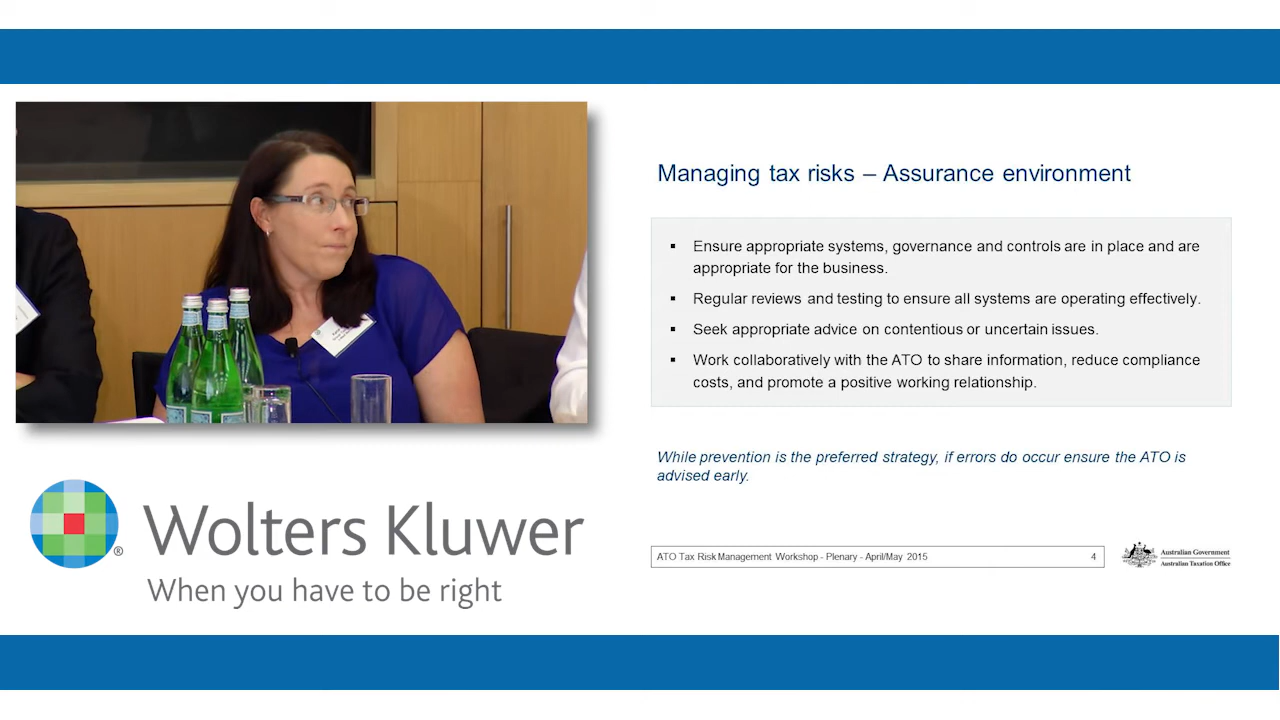 Managing tax risks – Assurance environment
▪ Ensure appropriate systems, governance and controls are in place and are
appropriate for the business.
▪ Regular reviews and testing to ensure all systems are operating effectively.
▪ Seek appropriate advice on contentious or uncertain issues.
▪ Work collaboratively with the ATO to share information, reduce compliance
costs, and promote a positive working relationship.
While prevention is the preferred strategy, if errors do occur ensure the ATO is
advised early.
Wolters Kluwer
®
When you have to be right
ATO Tax Risk Management Workshop - Plenary - April/May 2015 4
Australian Government
Australian Taxation Office